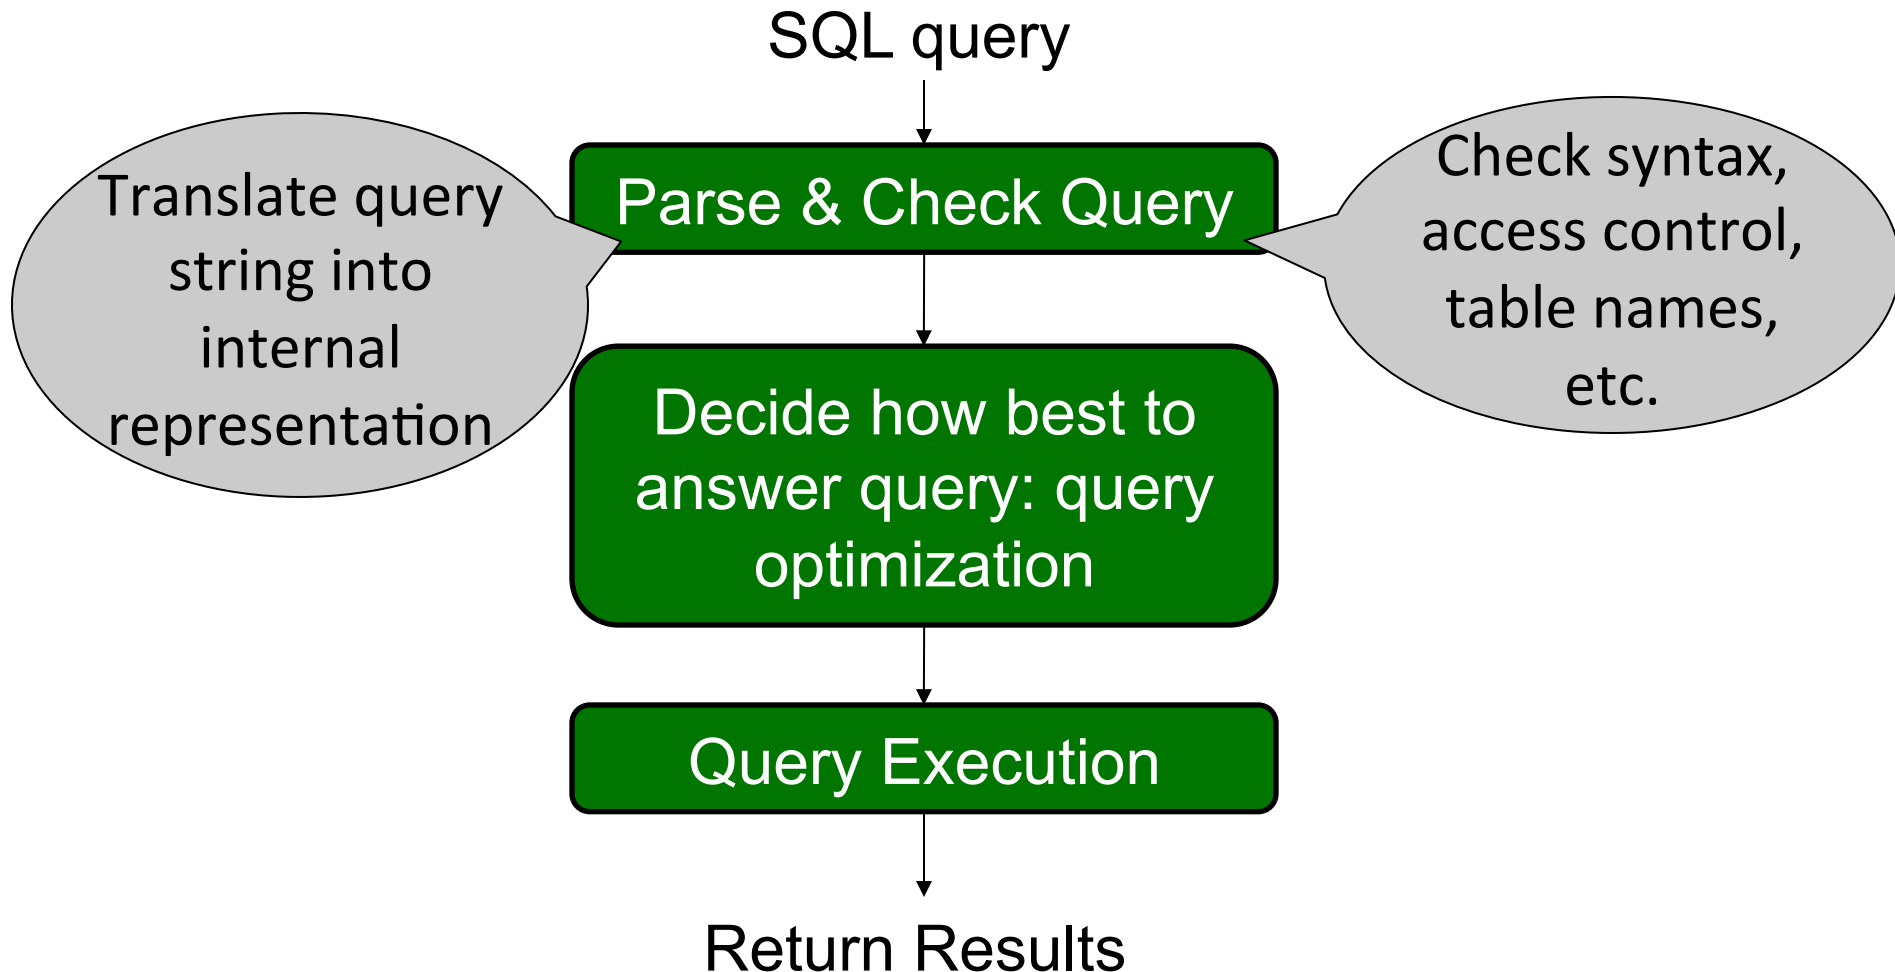 SQL query
Parse & Check Query
Translate query
string into
internal
representation
Check syntax,
access control,
table names,
etc.
Decide how best to
answer query: query
optimization
Query Execution
Return Results